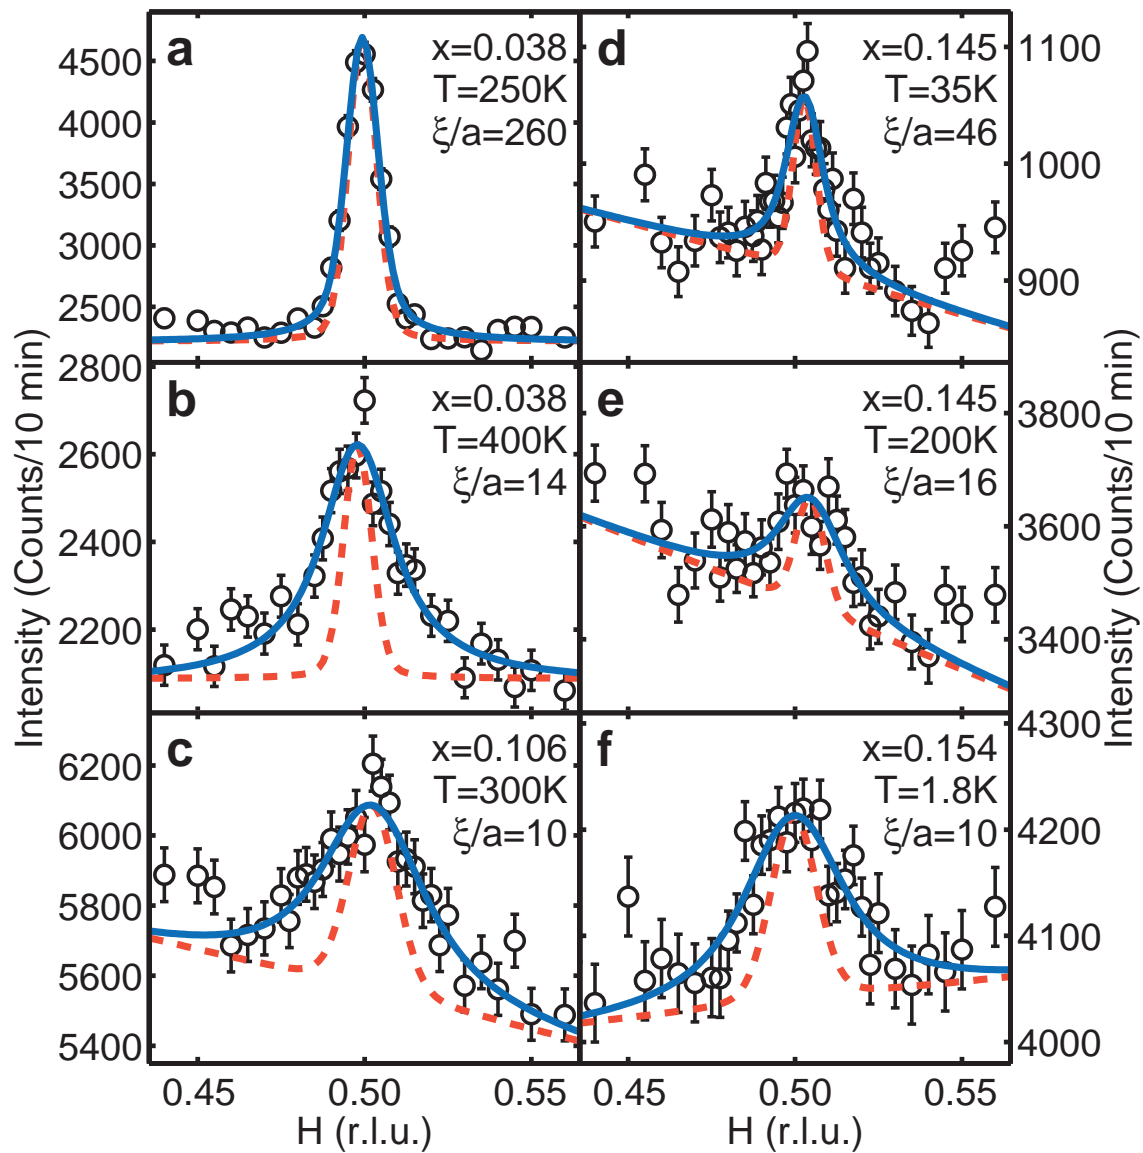 a
x=0.038
T=250K
ξ/a=260
4500
4000
3500
3000
2500
d
x=0.145
T=35K
ξ/a=46
1100
1000
900
b
x=0.038
T=400K
ξ/a=14
2800
2600
2400
2200
e
x=0.145
T=200K
ξ/a=16
3800
3600
3400
c
x=0.106
T=300K
ξ/a=10
6200
6000
5800
5600
5400
f
x=0.154
T=1.8K
ξ/a=10
4300
4200
4100
4000
Intensity (Counts/10 min)
Intensity (Counts/10 min)
0.45 0.50 0.55
0.45 0.50 0.55
H (r.l.u.)
H (r.l.u.)